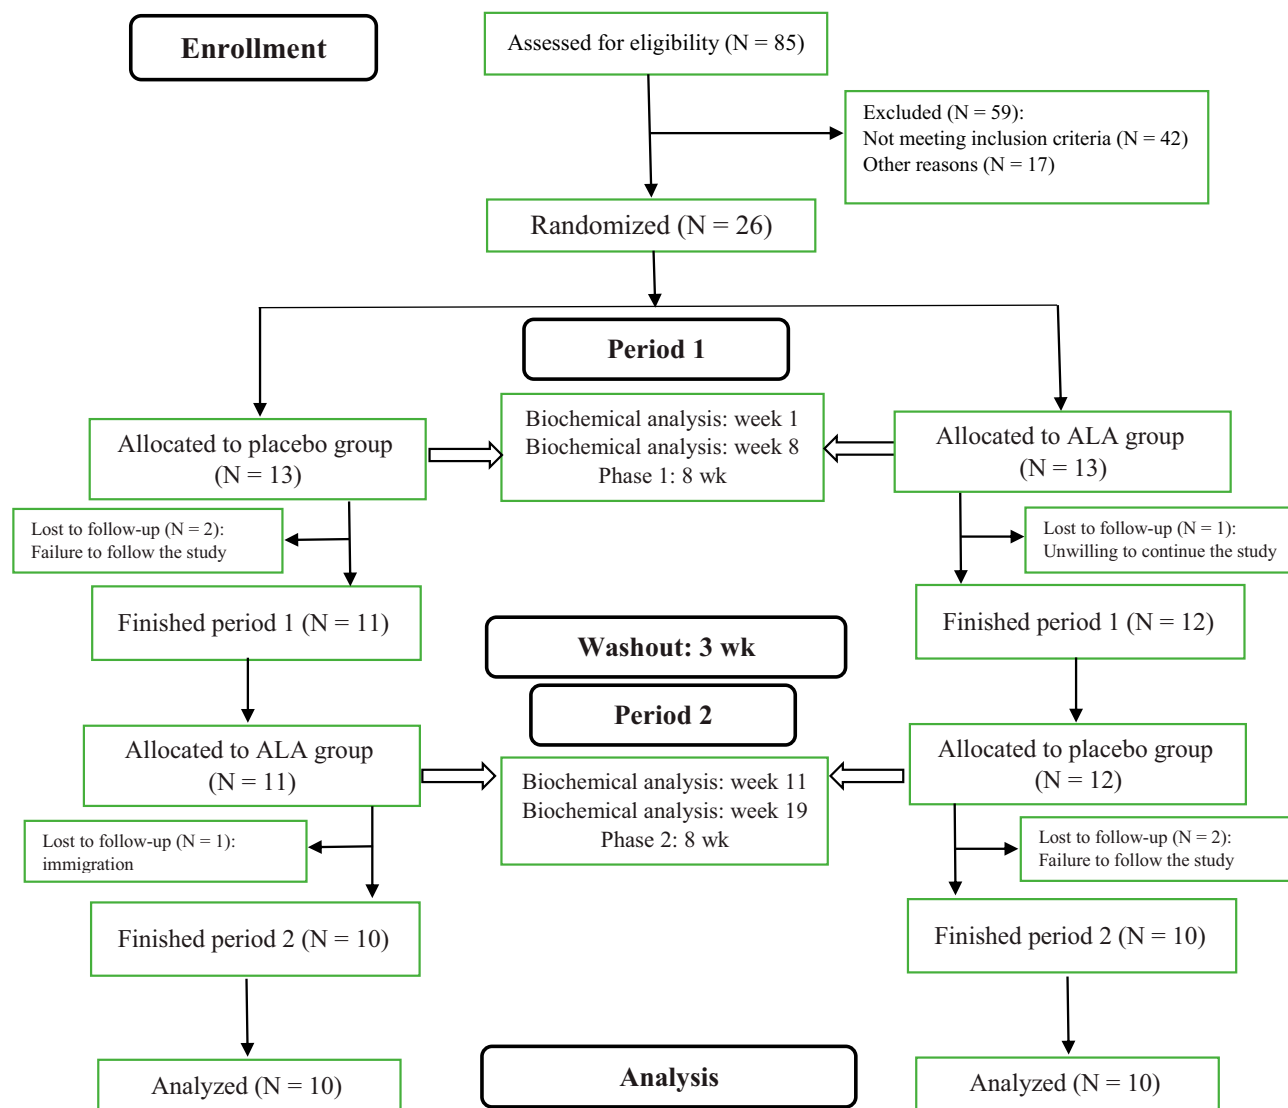 Enrollment
Assessed for eligibility (N = 85)
Excluded (N = 59):
Not meeting inclusion criteria (N = 42)
Other reasons (N = 17)
Randomized (N = 26)
Period 1
Allocated to placebo group
(N = 13)
Biochemical analysis: week 1
Biochemical analysis: week 8
Phase 1: 8 wk
Allocated to ALA group
(N = 13)
Lost to follow-up (N = 2):
Failure to follow the study
Lost to follow-up (N = 1):
Unwilling to continue the study
Finished period 1 (N = 11)
Finished period 1 (N = 12)
Washout: 3 wk
Period 2
Allocated to ALA group
(N = 11)
Biochemical analysis: week 11
Biochemical analysis: week 19
Phase 2: 8 wk
Allocated to placebo group
(N = 12)
Lost to follow-up (N = 1):
immigration
Lost to follow-up (N = 2):
Failure to follow the study
Finished period 2 (N = 10)
Finished period 2 (N = 10)
Analysis
Analyzed (N = 10)
Analyzed (N = 10)